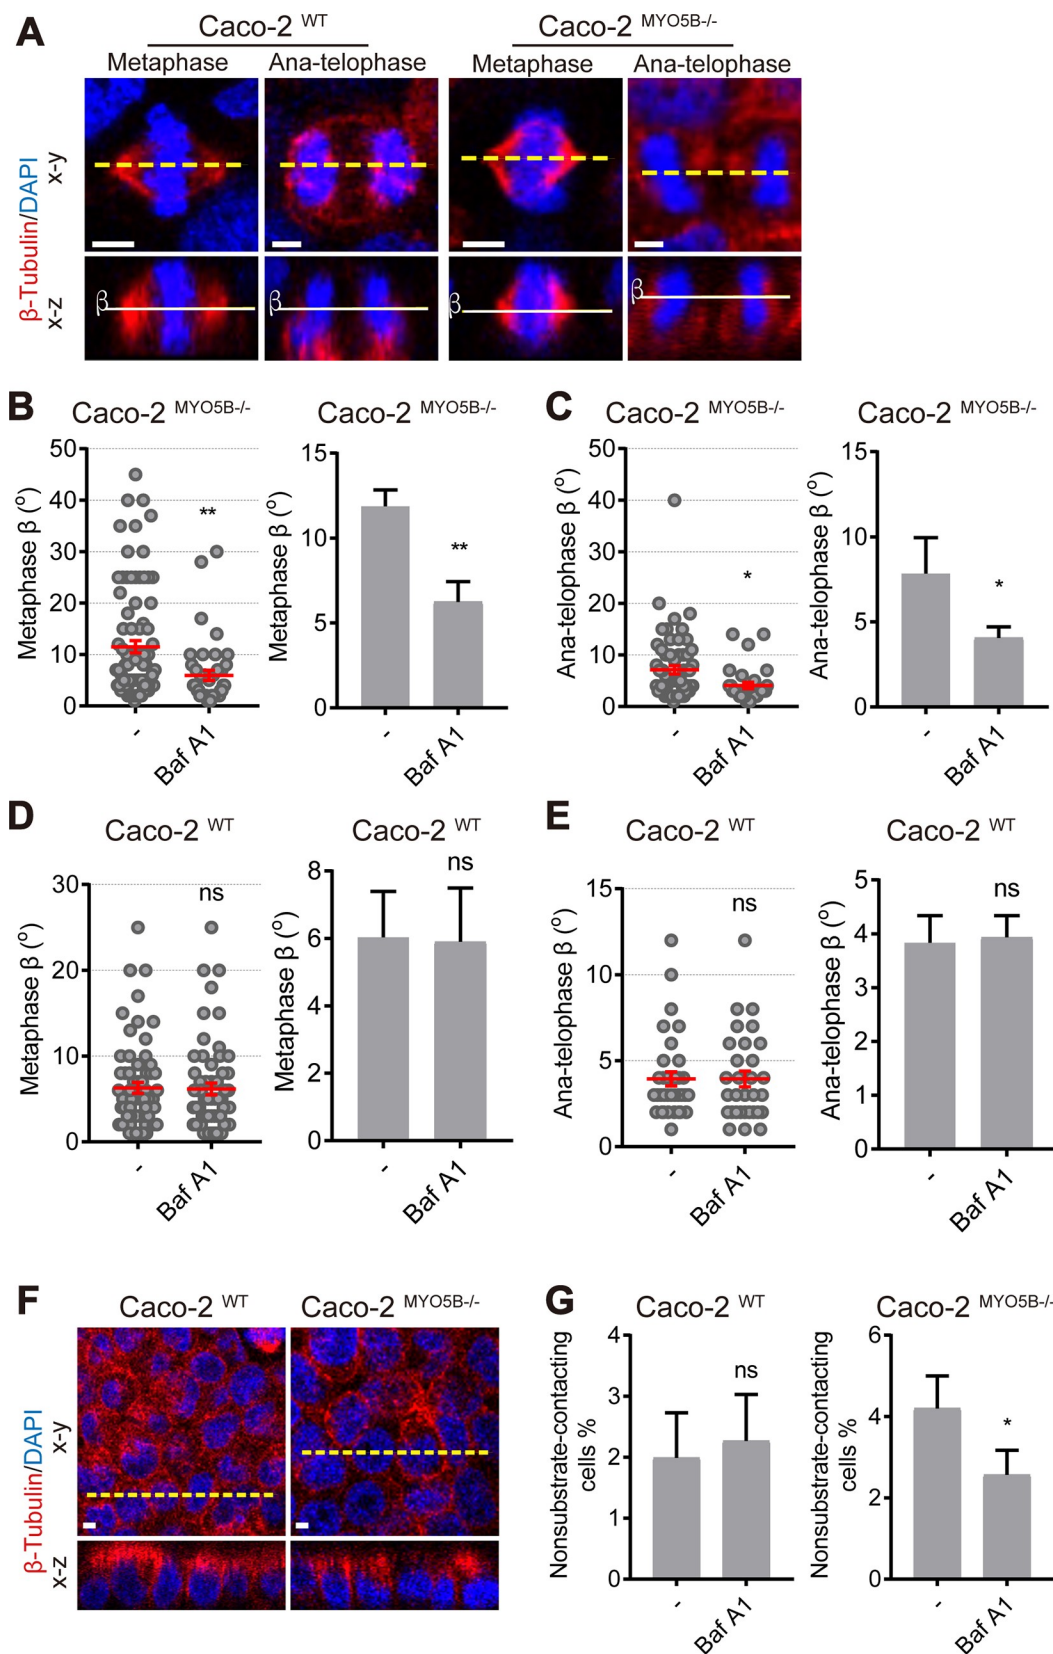 A
Caco-2 WT
Caco-2 MYO5B-/-
Metaphase
Ana-telophase
Metaphase
Ana-telophase
β-Tubulin/DAPI
x-y
x-z
β
β
β
β
B
Caco-2 MYO5B-/-
Metaphase β (o)
50
40
30
20
10
0
**
-
Baf A1
Caco-2 MYO5B-/-
Metaphase β (o)
15
10
5
0
**
-
Baf A1
C
Caco-2 MYO5B-/-
Ana-telophase β (o)
50
40
30
20
10
0
*
-
Baf A1
Caco-2 MYO5B-/-
Ana-telophase β (o)
15
10
5
0
*
-
Baf A1
D
Caco-2 WT
Metaphase β (o)
30
20
10
0
ns
-
Baf A1
Caco-2 WT
Metaphase β (o)
8
6
4
2
0
ns
-
Baf A1
E
Caco-2 WT
Ana-telophase β (o)
15
10
5
0
ns
-
Baf A1
Caco-2 WT
Ana-telophase β (o)
5
4
3
2
1
0
ns
-
Baf A1
F
Caco-2 WT
Caco-2 MYO5B-/-
β-Tubulin/DAPI
x-y
x-z
G
Caco-2 WT
Nonsubstrate-contacting
cells %
4
3
2
1
0
ns
-
Baf A1
Caco-2 MYO5B-/-
Nonsubstrate-contacting
cells %
6
4
2
0
*
-
Baf A1